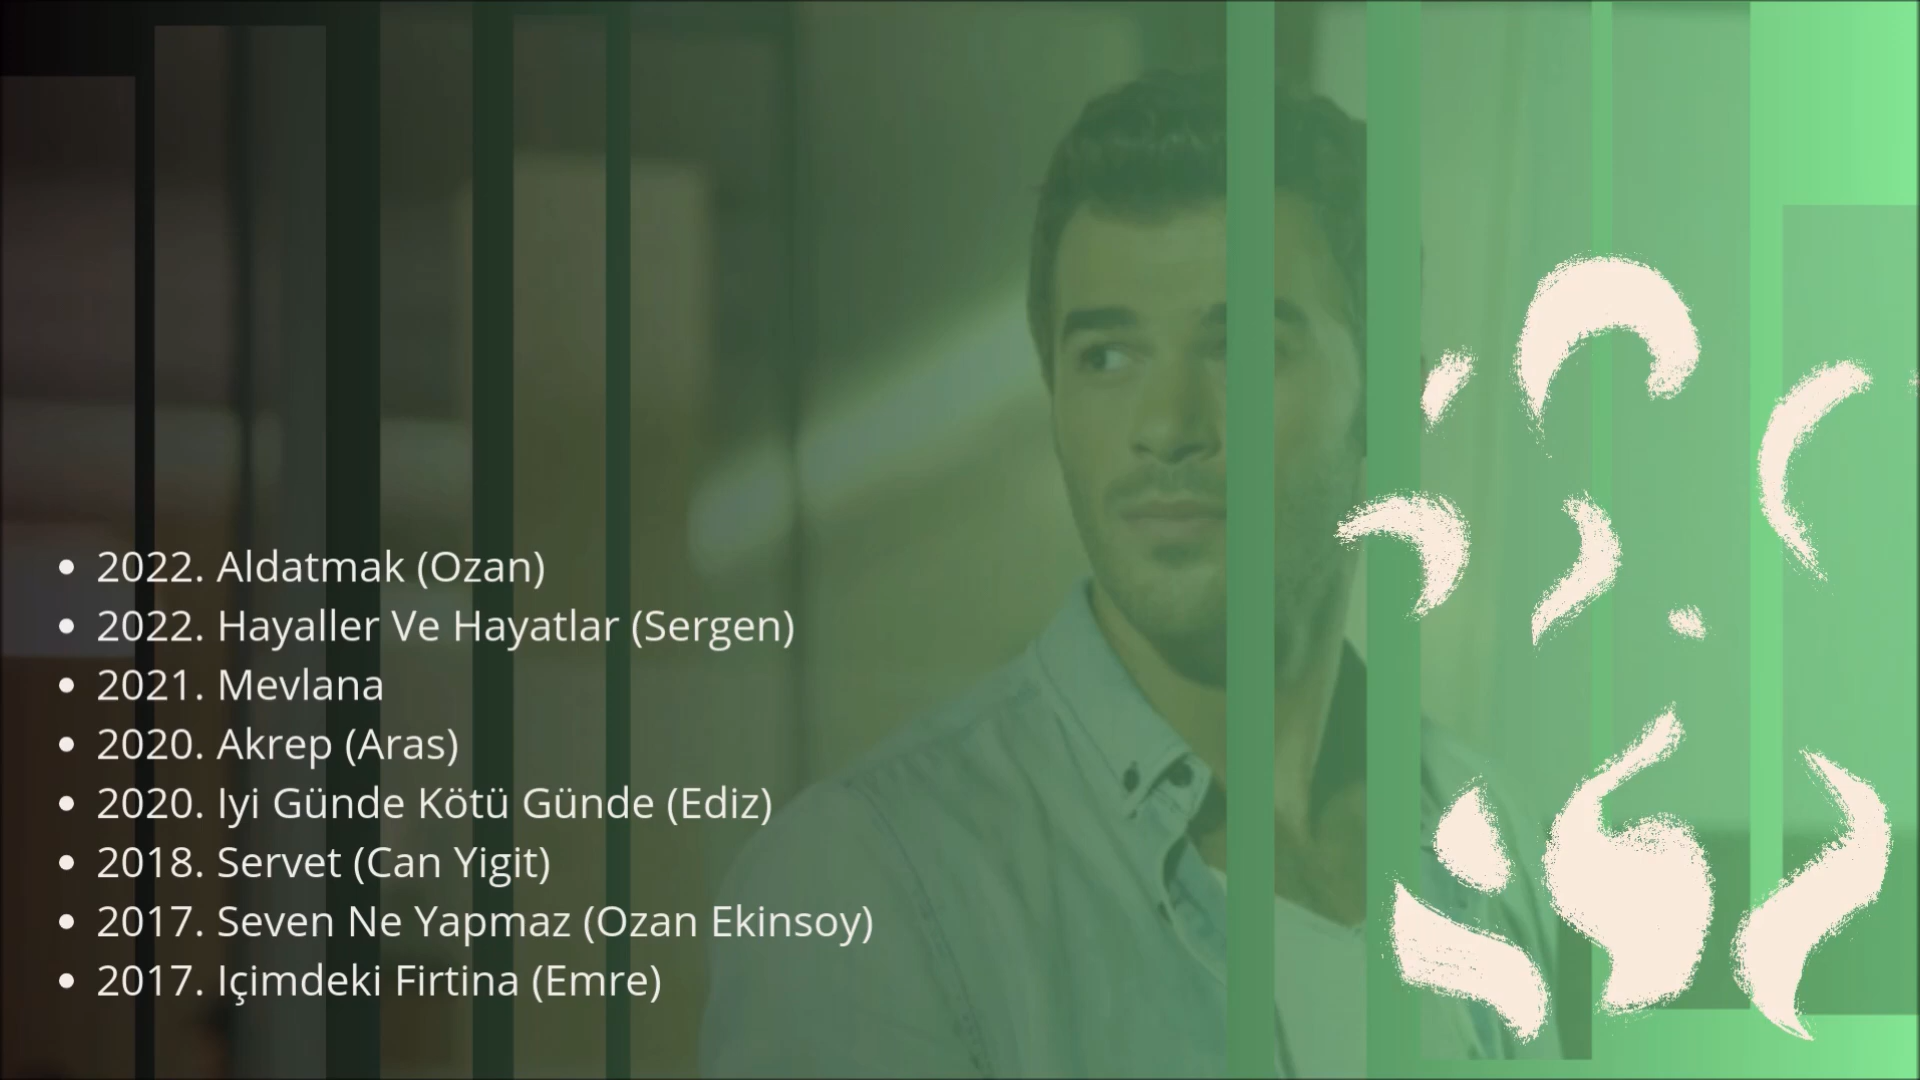 • 2022. Aldatmak (Ozan)
• 2022. Hayaller Ve Hayatlar (Sergen)
• 2021. Mevlana
• 2020. Akrep (Aras)
• 2020. Iyi Günde Kötü Günde (Ediz)
• 2018. Servet (Can Yigit)
• 2017. Seven Ne Yapmaz (Ozan Ekinsoy)
• 2017. Içimdeki Firtina (Emre)